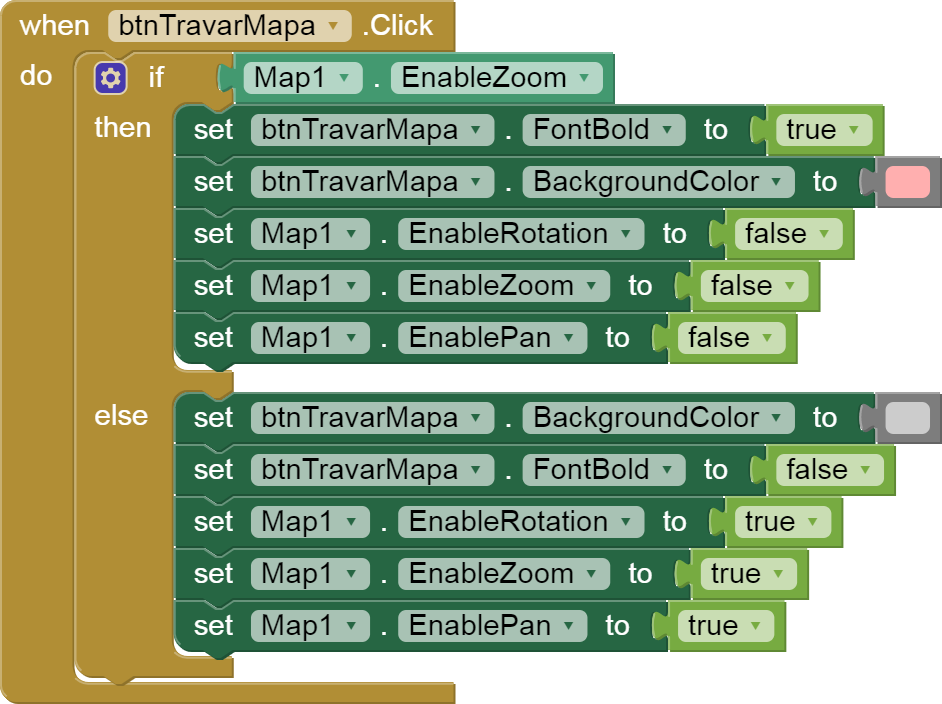 when btnTravarMapa .Click
do if Map1 . EnableZoom
then set btnTravarMapa . FontBold to true
set btnTravarMapa . BackgroundColor to
set Map1 . EnableRotation to false
set Map1 . EnableZoom to false
set Map1 . EnablePan to false
else set btnTravarMapa . BackgroundColor to
set btnTravarMapa . FontBold to false
set Map1 . EnableRotation to true
set Map1 . EnableZoom to true
set Map1 . EnablePan to true